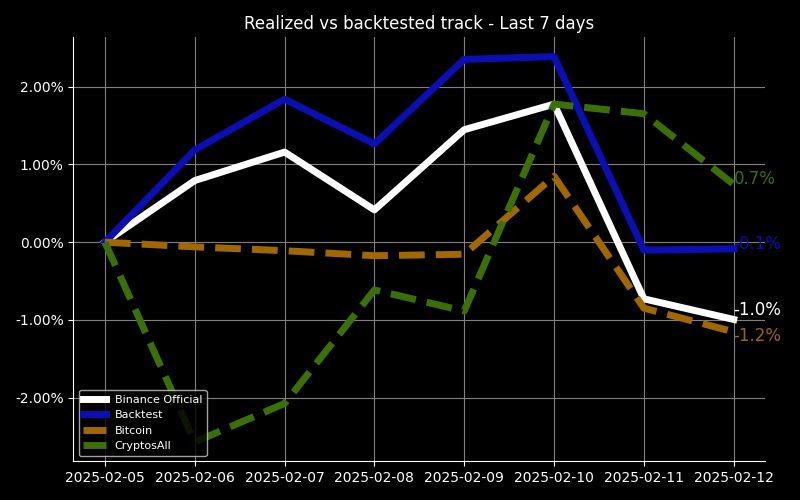 Realized vs backtested track - Last 7 days
2.00%
1.00%
0.00%
-1.00%
-2.00%
0.7%
-0.1%
-1.0%
-1.2%
Binance Official
Backtest
Bitcoin
CryptosAll
2025-02-05 2025-02-06 2025-02-07 2025-02-08 2025-02-09 2025-02-10 2025-02-11 2025-02-12